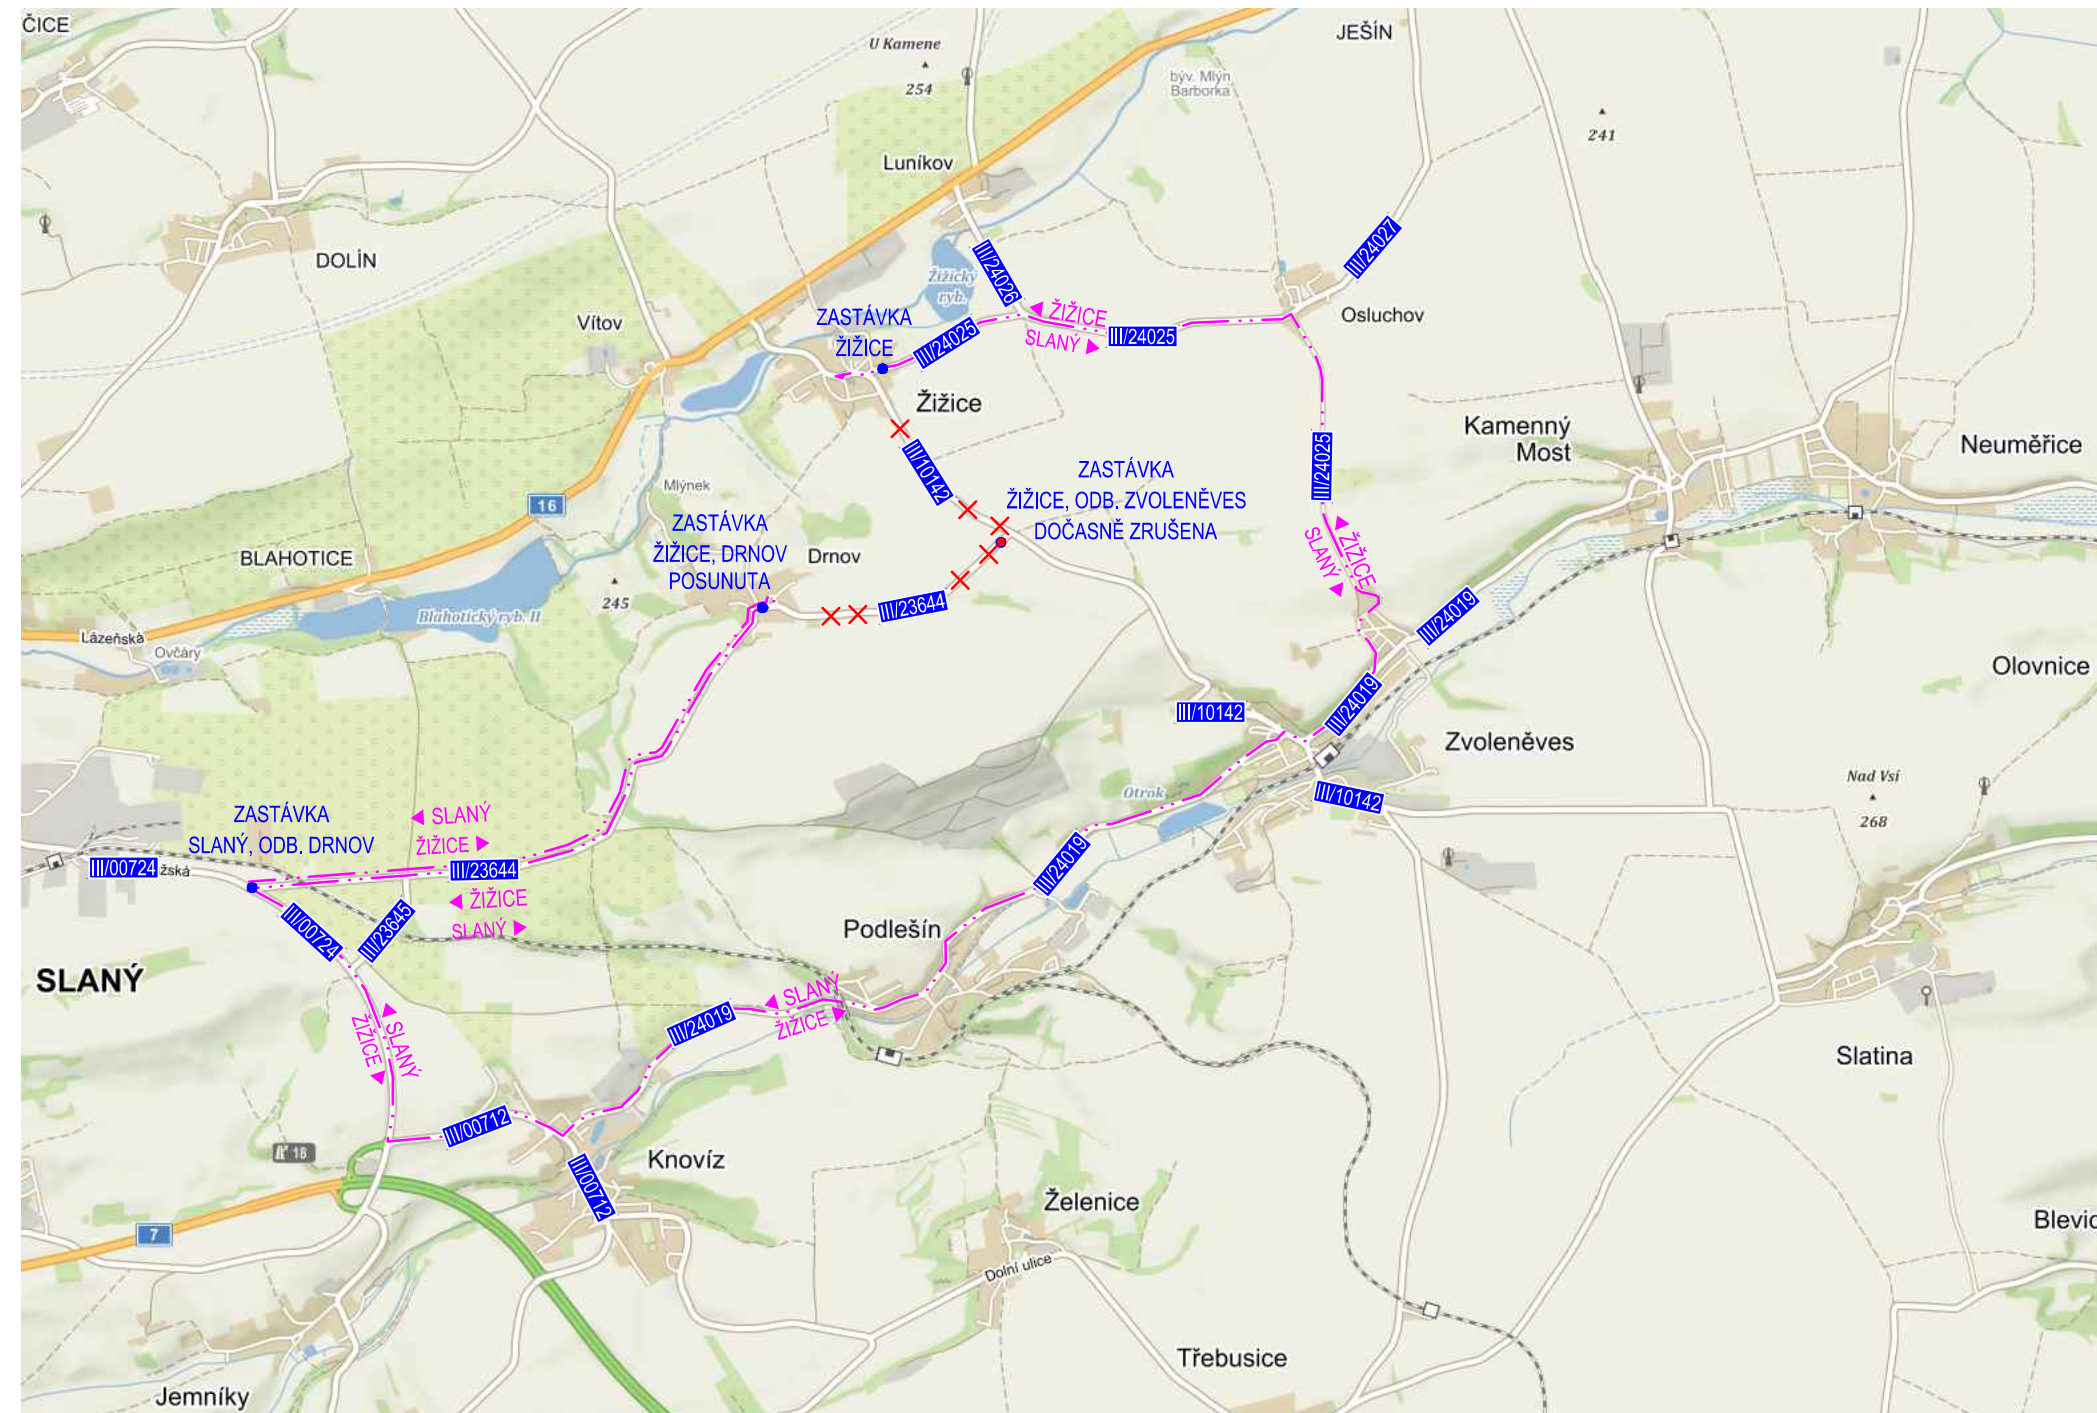 ČICE
U Kamene
254
JEŠÍN
býv. Mlýn
Barborka
241
Luníkov
DOLÍN
III/24026
III/24027
Žižický
ryb.
Vítov
ZASTÁVKA
ŽIŽICE
III/24025
ŽIŽICE
SLANÝ
III/24025
Osluchov
Žižice
Kamenný
Most
Neuměřice
III/10142
III/24025
ZASTÁVKA
ŽIŽICE, ODB. ZVOLENĚVES
DOČASNĚ ZRUŠENA
Mlýnek
16
ZASTÁVKA
ŽIŽICE, DRNOV
POSUNUTA
Drnov
BLAHOTICE
245
Blahotický ryb. II
III/23644
ŽIŽICE
SLANÝ
III/24019
Lázeňská
Ovčáry
Olovnice
III/10142
III/24019
Zvoleněves
Nad Vsí
268
Otrok
III/10142
ZASTÁVKA
SLANÝ, ODB. DRNOV
SLANÝ
ŽIŽICE
III/00724
žská
III/23644
III/24019
ŽIŽICE
SLANÝ
III/00724
III/23645
Podlešín
SLANÝ
SLANÝ
ŽIŽICE
III/24019
ŽIŽICE
SLANÝ
Slatina
III/00712
18
Knovíz
III/00712
Želenice
7
Blevic
Dolní ulice
Třebusice
Jemníky